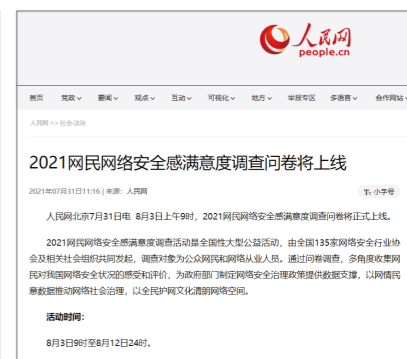 人民网
people.cn
首页 党政 要闻 观点 互动 可视化 地方 举报专区 多语言 合作网站
人民网 >> 社会·法治
2021网民网络安全感满意度调查问卷将上线
2021年07月31日11:16 | 来源：人民网 T: 小字号
人民网北京7月31日电 8月3日上午9时，2021网民网络安全感满意度调查问卷将正式上线。
2021网民网络安全感满意度调查活动是全国性大型公益活动，由全国135家网络安全行业协
会及相关社会组织共同发起，调查对象为公众网民和网络从业人员。通过问卷调查，多角度收集网
民对我国网络安全状况的感受和评价，为政府部门制定网络安全治理政策提供数据支撑，以网情民
意数据推动网络社会治理，以全民护网文化清朗网络空间。
活动时间：
8月3日9时至8月12日24时。